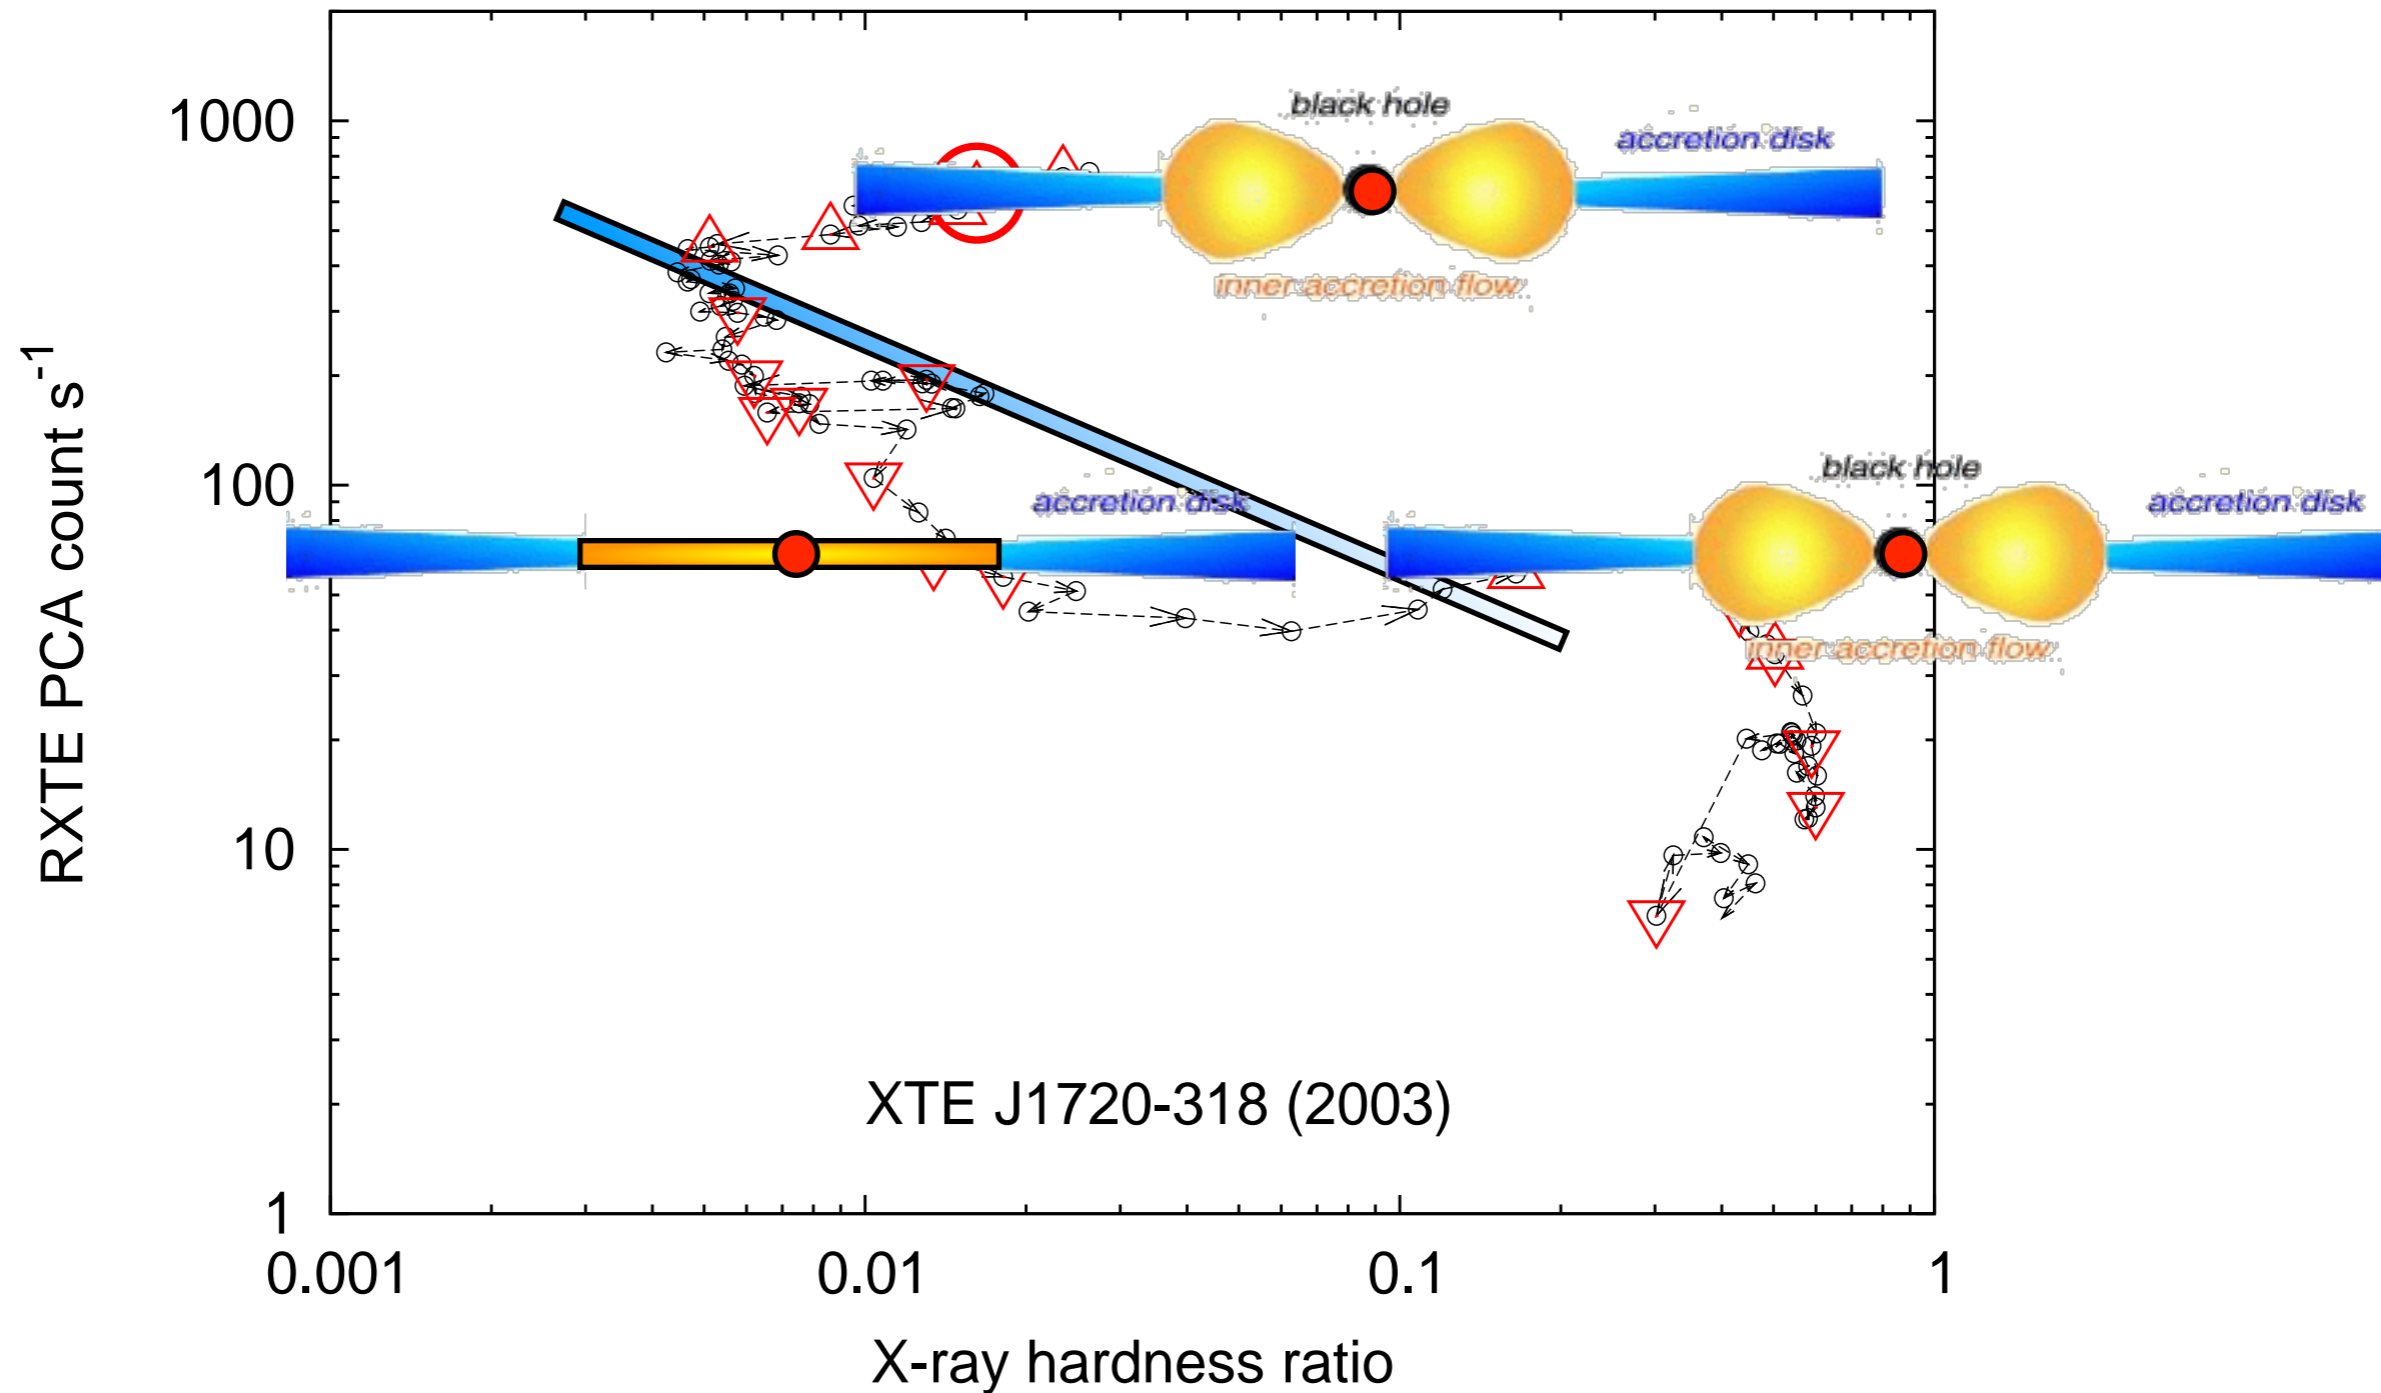 black hole
accretion disk
1000
inner accretion flow
black hole
100
accretion disk
accretion disk
inner accretion flow
RXTE PCA count s-1
10
XTE J1720-318 (2003)
1
0.001
0.01
0.1
1
X-ray hardness ratio